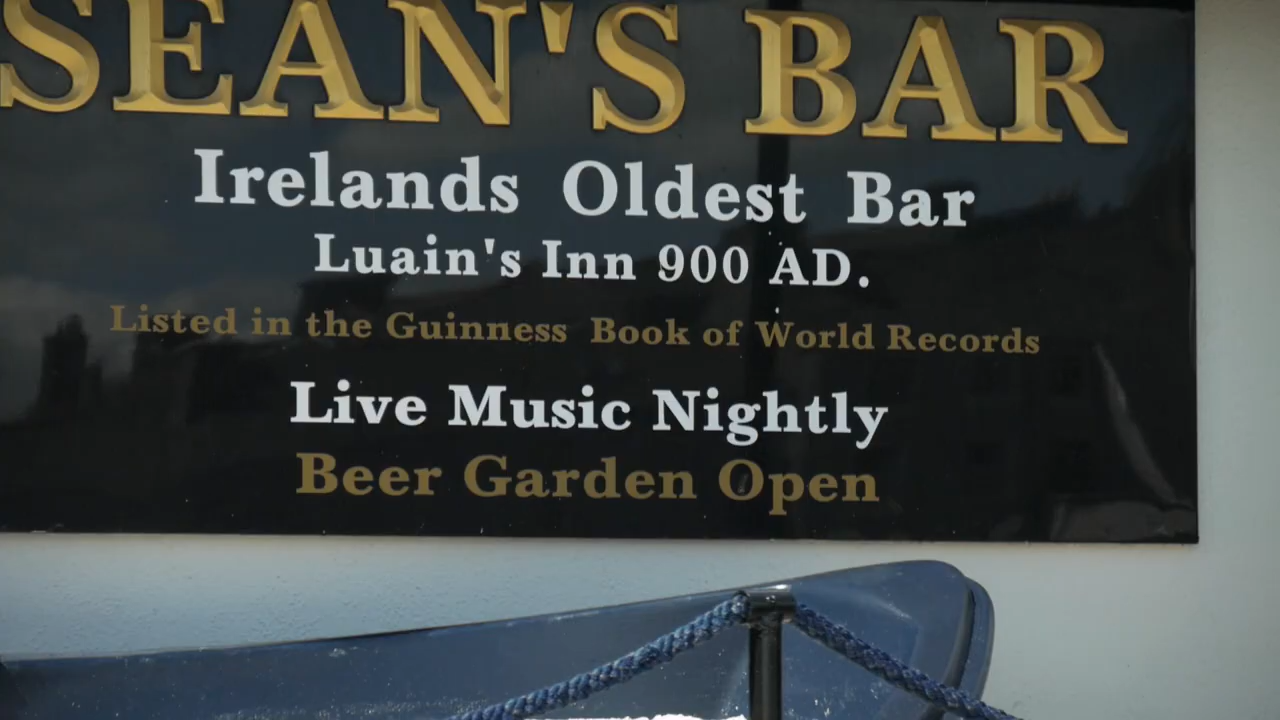 SEAN'S BAR
Irelands Oldest Bar
Luain's Inn 900 AD.
Listed in the Guinness Book of World Records
Live Music Nightly
Beer Garden Open